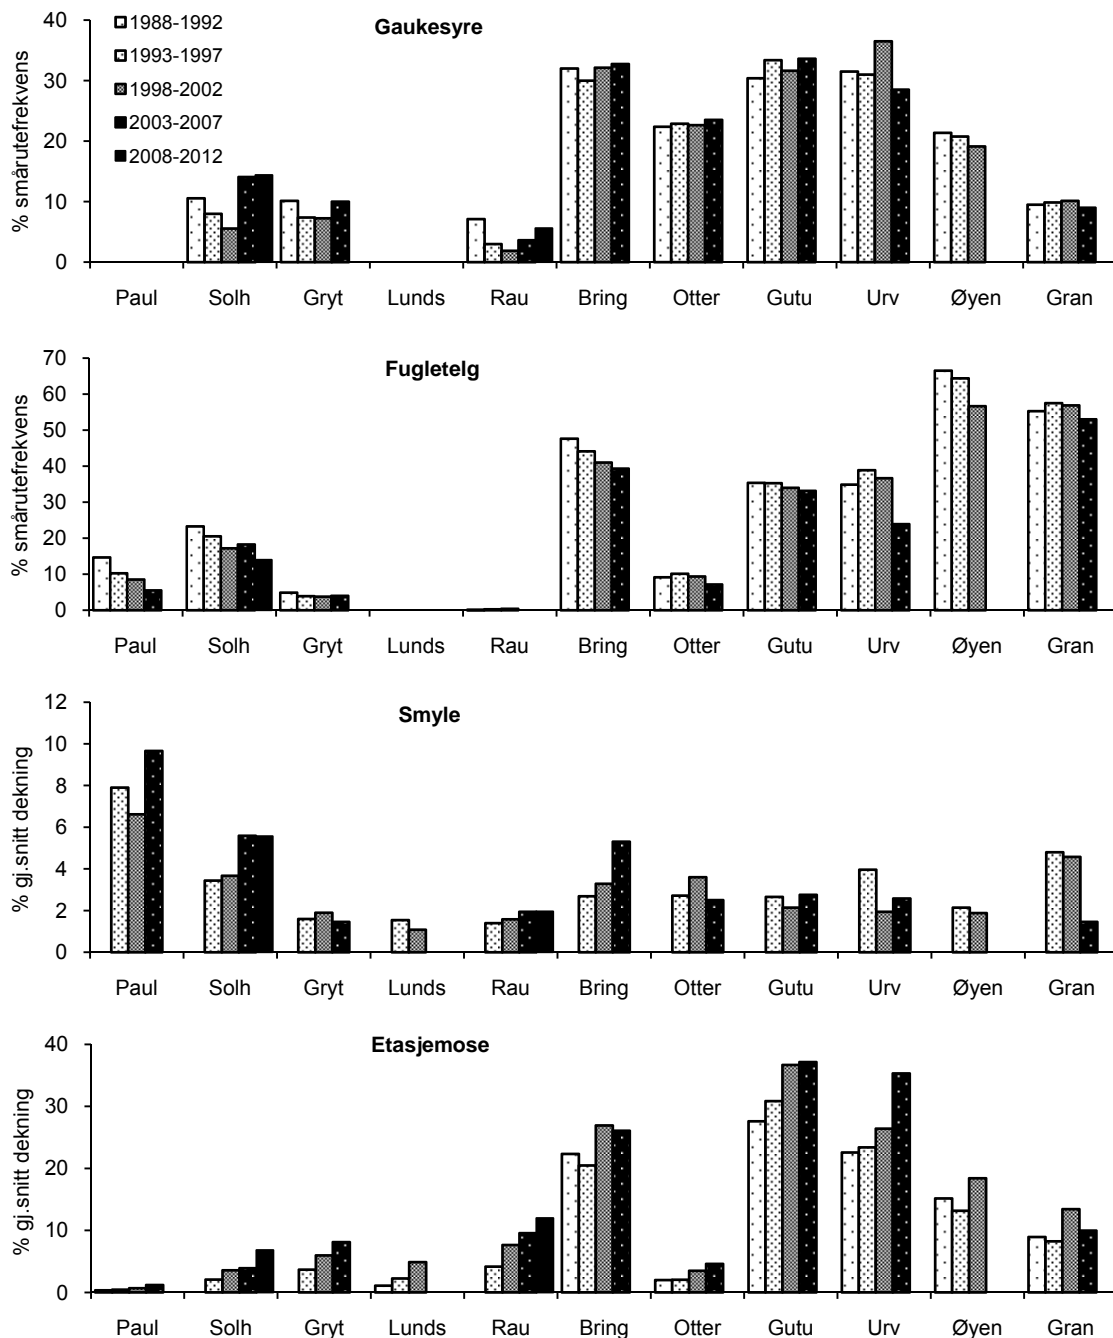 Gaukesyre
1988-1992
1993-1997
1998-2002
2003-2007
2008-2012
% smårutefrekvens
40
30
20
10
0
Paul Solh Gryt Lunds Rau Bring Otter Gutu Urv Øyen Gran
Fugletelg
% smårutefrekvens
70
60
50
40
30
20
10
0
Paul Solh Gryt Lunds Rau Bring Otter Gutu Urv Øyen Gran
Smyle
% gj.snitt dekning
12
10
8
6
4
2
0
Paul Solh Gryt Lunds Rau Bring Otter Gutu Urv Øyen Gran
Etasjemose
% gj.snitt dekning
40
30
20
10
0
Paul Solh Gryt Lunds Rau Bring Otter Gutu Urv Øyen Gran